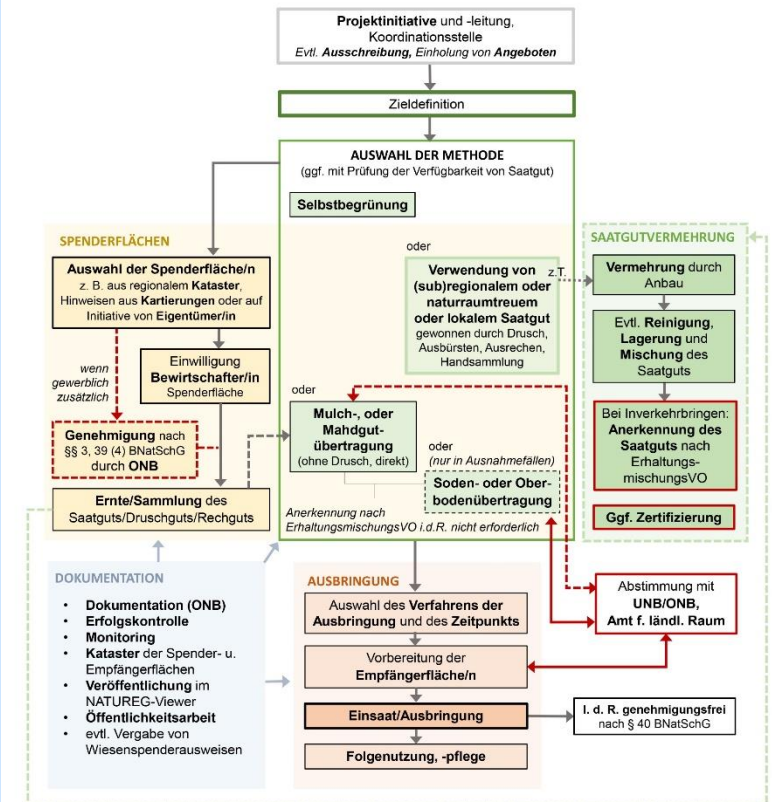 Projektinitiative und -leitung,
Koordinationsstelle
Evtl. Ausschreibung, Einholung von Angeboten
Zieldefinition
AUSWAHL DER METHODE
(ggf. mit Prüfung der Verfügbarkeit von Saatgut)
Selbstbegrünung
SPENDERFLÄCHEN
Auswahl der Spenderfläche/n
z. B. aus regionalem Kataster,
Hinweisen aus Kartierungen oder auf
Initiative von Eigentümer/in
wenn
gewerblich
zusätzlich
Einwilligung
Bewirtschafter/in
Spenderfläche
Genehmigung nach
§§ 3, 39 (4) BNatSchG
durch ONB
Ernte/Sammlung des
Saatguts/Druschguts/Rechguts
oder
Verwendung von
(sub)regionalem oder
naturraumtreuem
oder lokalem Saatgut
gewonnen durch Drusch,
Ausbürsten, Ausrechen,
Handsammlung
z.T.
oder
Mulch-, oder
Mahdgut-
übertragung
(ohne Drusch, direkt)
oder
(nur in Ausnahmefällen)
Soden- oder Ober-
bodenübertragung
Anerkennung nach
ErhaltungsmischungsVO i.d.R. nicht erforderlich
SAATGUTVERMEHRUNG
Vermehrung durch
Anbau
Evtl. Reinigung,
Lagerung und
Mischung des
Saatguts
Bei Inverkehrbringen:
Anerkennung des
Saatguts nach
Erhaltungs-
mischungsVO
Ggf. Zertifizierung
DOKUMENTATION
• Dokumentation (ONB)
• Erfolgskontrolle
• Monitoring
• Kataster der Spender- u.
Empfängerflächen
• Veröffentlichung im
NATUREG-Viewer
• Öffentlichkeitsarbeit
• evtl. Vergabe von
Wiesenspenderausweisen
AUSBRINGUNG
Auswahl des Verfahrens der
Ausbringung und des Zeitpunkts
Vorbereitung der
Empfängerfläche/n
Einsaat/Ausbringung
Folgenutzung, -pflege
Abstimmung mit
UNB/ONB,
Amt f. ländl. Raum
I. d. R. genehmigungsfrei
nach § 40 BNatSchG